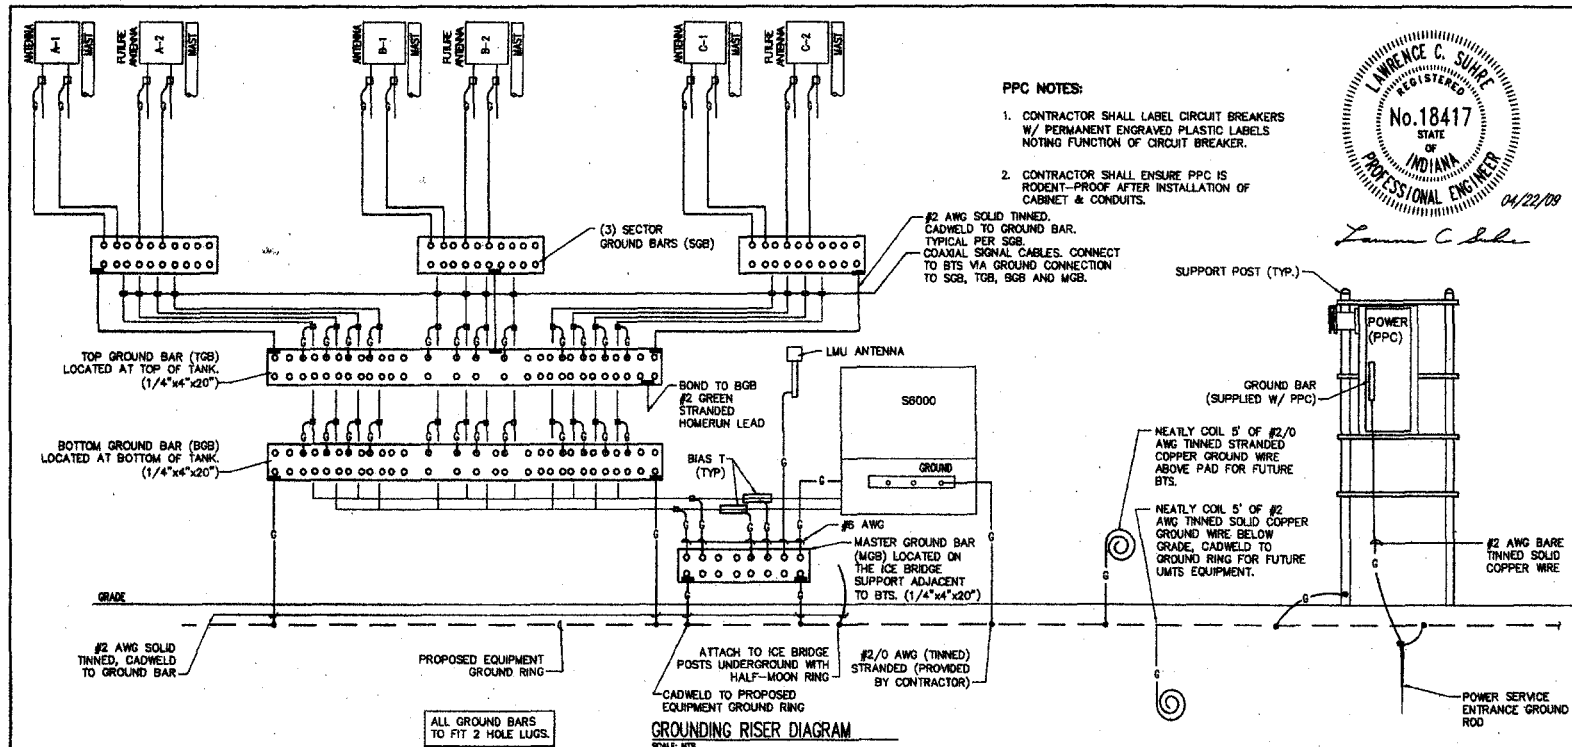 ANTENNA
A-1
MAST
FUTURE
ANTENNA
A-2
MAST
ANTENNA
B-1
MAST
FUTURE
ANTENNA
B-2
MAST
ANTENNA
C-1
MAST
FUTURE
ANTENNA
C-2
MAST
PPC NOTES:
1. CONTRACTOR SHALL LABEL CIRCUIT BREAKERS
W/ PERMANENT ENGRAVED PLASTIC LABELS
NOTING FUNCTION OF CIRCUIT BREAKER.
2. CONTRACTOR SHALL ENSURE PPC IS
RODENT-PROOF AFTER INSTALLATION OF
CABINET & CONDUITS.
LAWRENCE C. SUHRE
REGISTERED
No.18417
STATE
OF
INDIANA
PROFESSIONAL ENGINEER
04/22/09
(3) SECTOR
GROUND BARS (SGB)
#2 AWG SOLID TINNED.
CADWELD TO GROUND BAR.
TYPICAL PER SGB.
COAXIAL SIGNAL CABLES. CONNECT
TO BTS VIA GROUND CONNECTION
TO SGB, TGB, BGB AND MGB.
SUPPORT POST (TYP.)
POWER
(PPC)
TOP GROUND BAR (TGB)
LOCATED AT TOP OF TANK.
(1/4"x4"x20")
LMU ANTENNA
BOND TO BGB
#2 GREEN
STRANDED
HOMERUN LEAD
S8000
GROUND
GROUND BAR
(SUPPLIED W/ PPC)
BOTTOM GROUND BAR (BGB)
LOCATED AT BOTTOM OF TANK.
(1/4"x4"x20")
BIAS T
(TYP)
NEATLY COIL 5' OF #2/0
AWG TINNED STRANDED
COPPER GROUND WIRE
ABOVE PAD FOR FUTURE
BTS.
NEATLY COIL 5' OF #2
AWG TINNED SOLID COPPER
GROUND WIRE BELOW
GRADE, CADWELD TO
GROUND RING FOR FUTURE
UMTS EQUIPMENT.
#6 AWG
MASTER GROUND BAR
(MGB) LOCATED ON
THE ICE BRIDGE
SUPPORT ADJACENT
TO BTS. (1/4"x4"x20")
#2 AWG BARE
TINNED SOLID
COPPER WIRE
GRADE
#2 AWG SOLID
TINNED, CADWELD
TO GROUND BAR
PROPOSED EQUIPMENT
GROUND RING
ATTACH TO ICE BRIDGE
POSTS UNDERGROUND WITH
HALF-MOON RING
#2/0 AWG (TINNED)
STRANDED (PROVIDED
BY CONTRACTOR)
CADWELD TO PROPOSED
EQUIPMENT GROUND RING
POWER SERVICE
ENTRANCE GROUND
ROD
ALL GROUND BARS
TO FIT 2 HOLE LUGS.
GROUNDING RISER DIAGRAM
SCALE: NTS